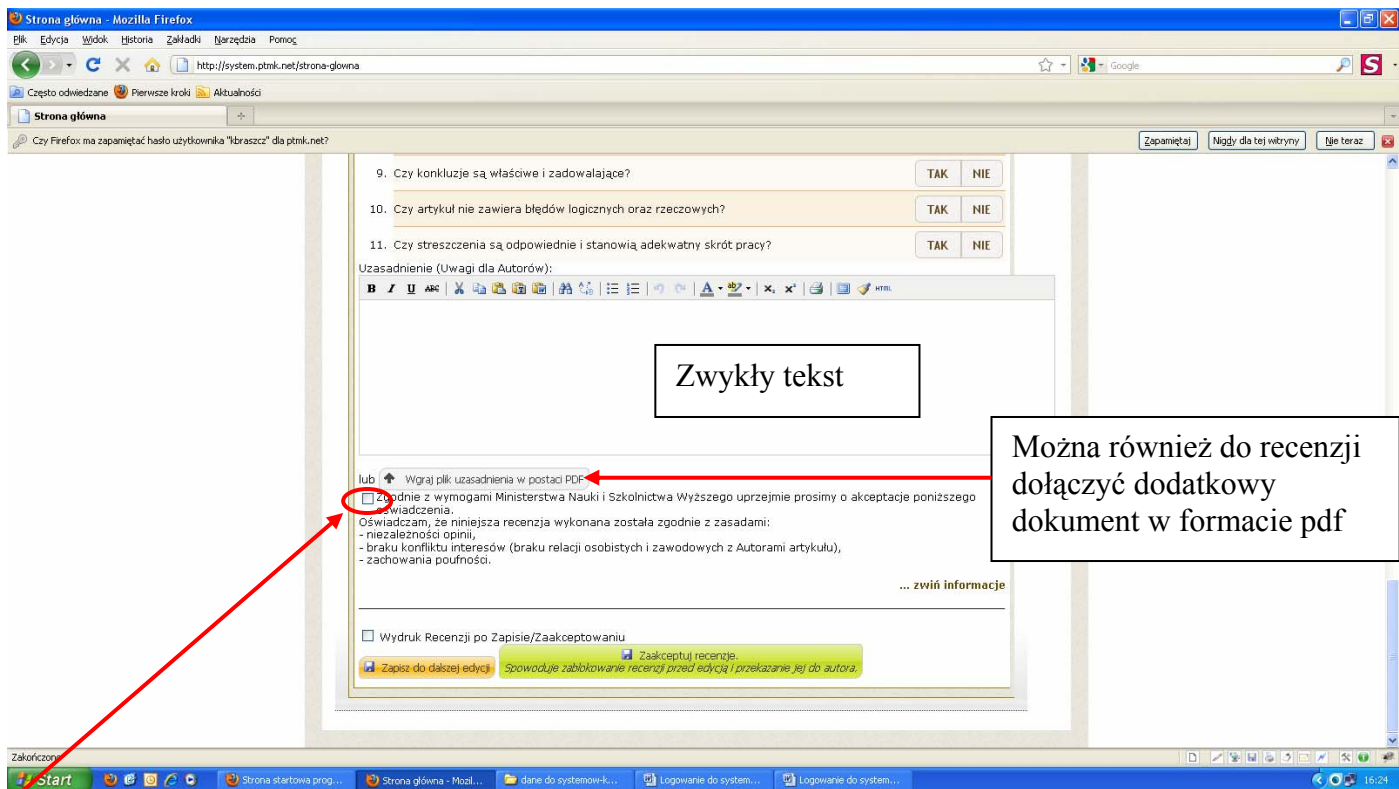 Strona główna - Mozilla Firefox
Plik Edycja Widok Historia Zakładki Narzędzia Pomoc
http://system.ptmk.net/strona-glowna
Google
S
Często odwiedzane Pierwsze kroki Aktualności
Strona główna
Czy Firefox ma zapamiętać hasło użytkownika "kbraszcz" dla ptmk.net? Zapamiętaj Nigdy dla tej witryny Nie teraz
9. Czy konkluzje są właściwe i zadowalające? TAK NIE
10. Czy artykuł nie zawiera błędów logicznych oraz rzeczowych? TAK NIE
11. Czy streszczenia są odpowiednie i stanowią adekwatny skrót pracy? TAK NIE
Uzasadnienie (Uwagi dla Autorów):
B I U ABC A ab x, x² HTML
Zwykły tekst
Można również do recenzji
dołączyć dodatkowy
dokument w formacie pdf
lub Wgraj plik uzasadnienia w postaci PDF
Zgodnie z wymogami Ministerstwa Nauki i Szkolnictwa Wyższego uprzejmie prosimy o akceptacje poniższego
oświadczenia.
Oświadczam, że niniejsza recenzja wykonana została zgodnie z zasadami:
- niezależności opinii,
- braku konfliktu interesów (braku relacji osobistych i zawodowych z Autorami artykułu),
- zachowania poufności.
... zwiń informacje
Wydruk Recenzji po Zapisie/Zaakceptowaniu
Zapisz do dalszej edycji
Zaakceptuj recenzje.
Spowoduje zablokowanie recenzji przed edycją i przekazanie jej do autora.
Zakończono
Start Strona startowa prog... Strona główna - Mozil... dane do systemow-k... Logowanie do system... Logowanie do system... 16:24